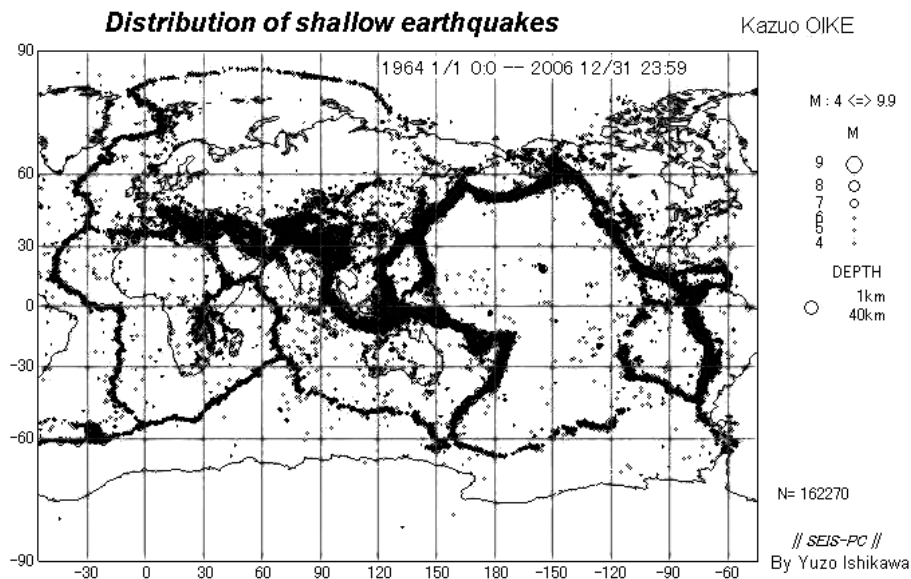 Distribution of shallow earthquakes
Kazuo OIKE
90
1964 1/1 0:0 -- 2006 12/31 23:59
60
30
0
-30
-60
-90
-30 0 30 60 90 120 150 180 -150 -120 -90 -60
M : 4 <=> 9.9
M
9
8
7
6
5
4
DEPTH
1km
40km
N= 162270
// SEIS-PC //
By Yuzo Ishikawa